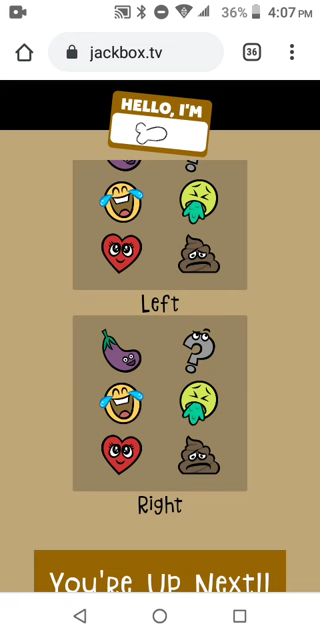 36% 4:07 PM
jackbox.tv 36
HELLO, I'M
Left
?
Right
You're Up Next!!